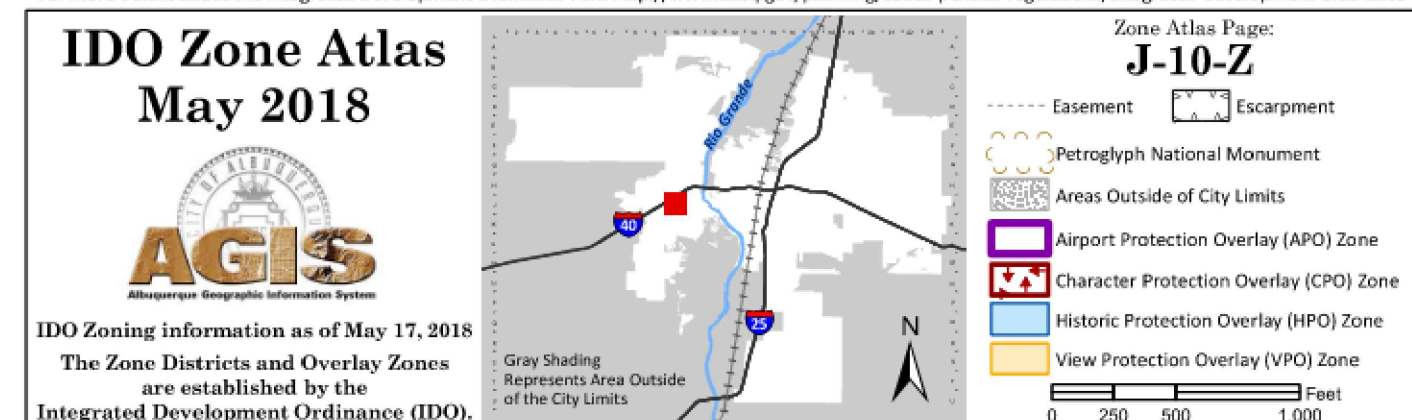 IDO Zone Atlas
May 2018
CITY OF ALBUQUERQUE
AGIS
Albuquerque Geographic Information System
IDO Zoning information as of May 17, 2018
The Zone Districts and Overlay Zones
are established by the
Integrated Development Ordinance (IDO).
Rio Grande
40
25
Gray Shading
Represents Area Outside
of the City Limits
N
Zone Atlas Page:
J-10-Z
Easement
Escarpment
Petroglyph National Monument
Areas Outside of City Limits
Airport Protection Overlay (APO) Zone
Character Protection Overlay (CPO) Zone
Historic Protection Overlay (HPO) Zone
View Protection Overlay (VPO) Zone
Feet
0 250 500 1,000